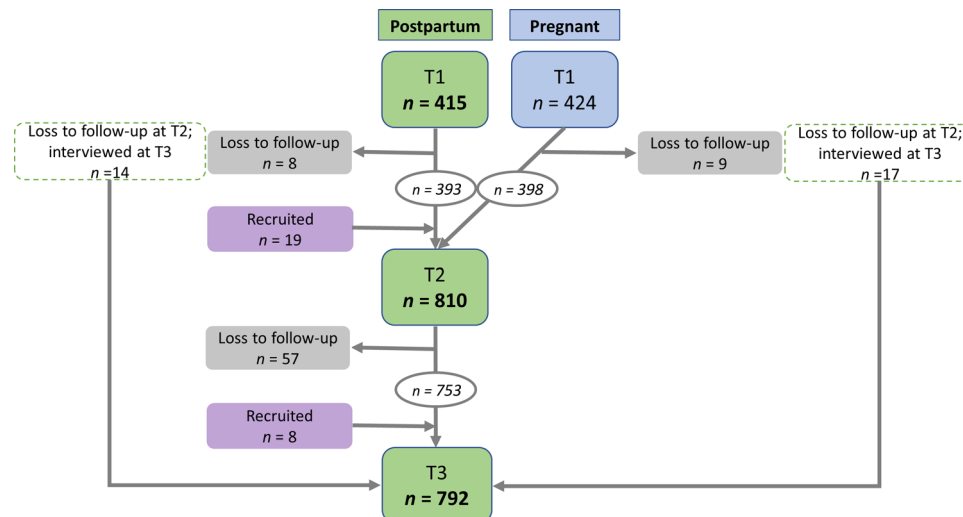 Postpartum
Pregnant
T1
n = 415
T1
n = 424
Loss to follow-up at T2;
interviewed at T3
n =14
Loss to follow-up
n = 8
Loss to follow-up
n = 9
Loss to follow-up at T2;
interviewed at T3
n =17
n = 393
n = 398
Recruited
n = 19
T2
n = 810
Loss to follow-up
n = 57
n = 753
Recruited
n = 8
T3
n = 792